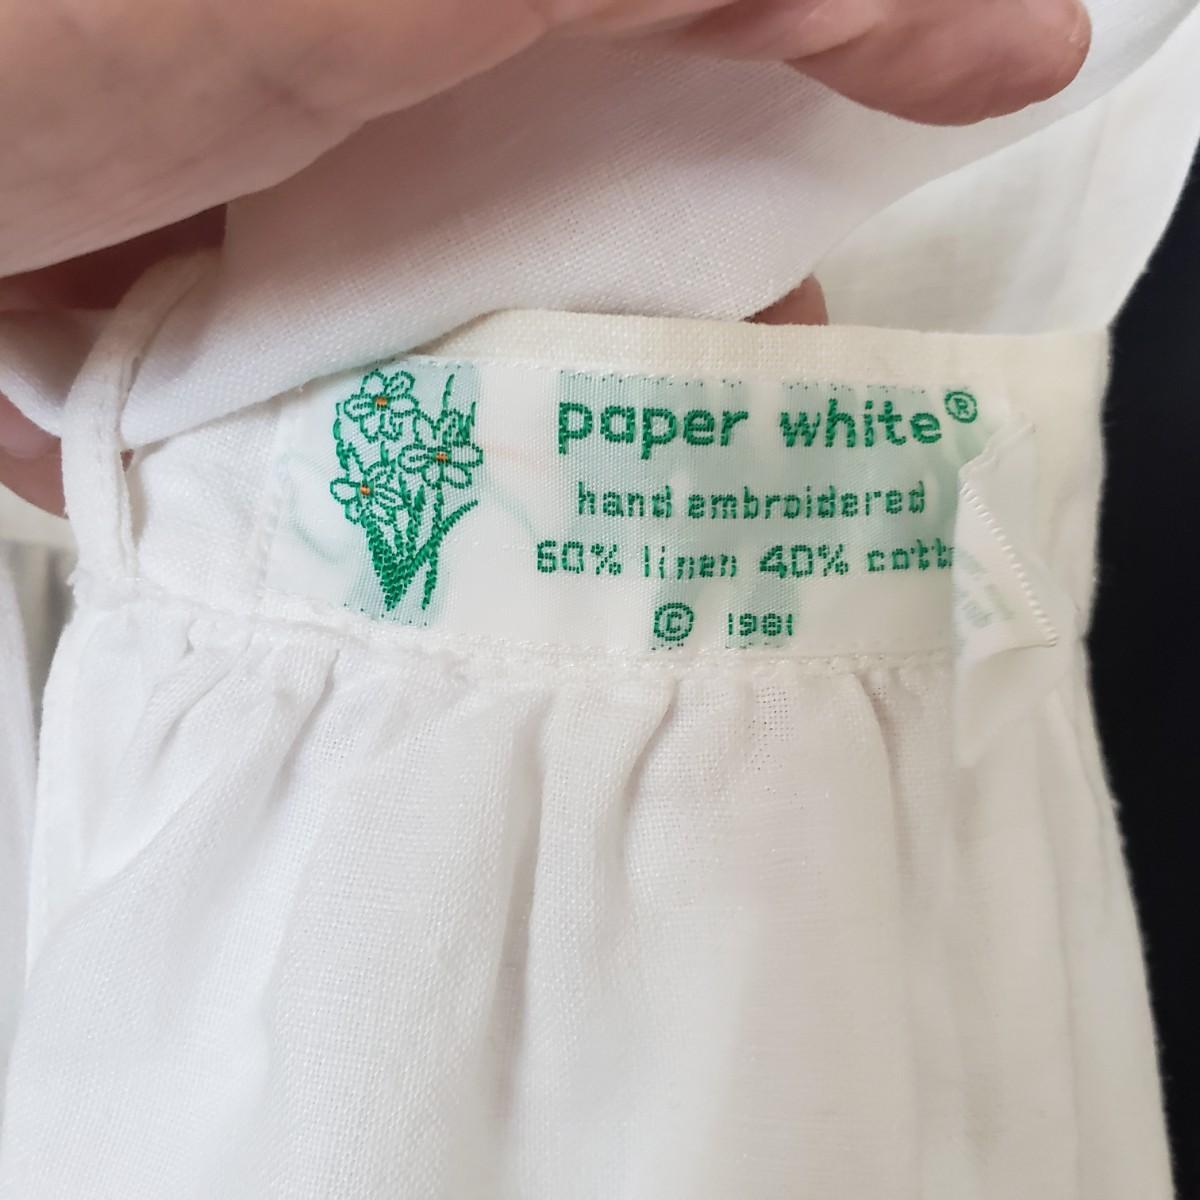 paper white®
hand embroidered
60% linen 40% cott
© 1981